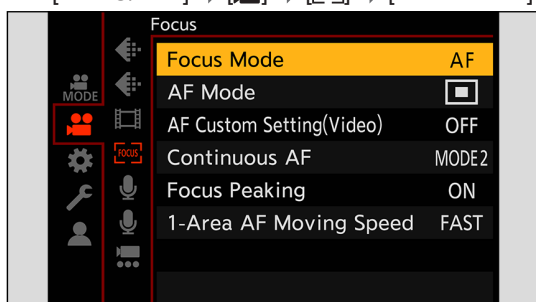 Focus
Focus Mode AF
AF Mode
AF Custom Setting(Video) OFF
Continuous AF MODE2
Focus Peaking ON
1-Area AF Moving Speed FAST
MODE
FOCUS